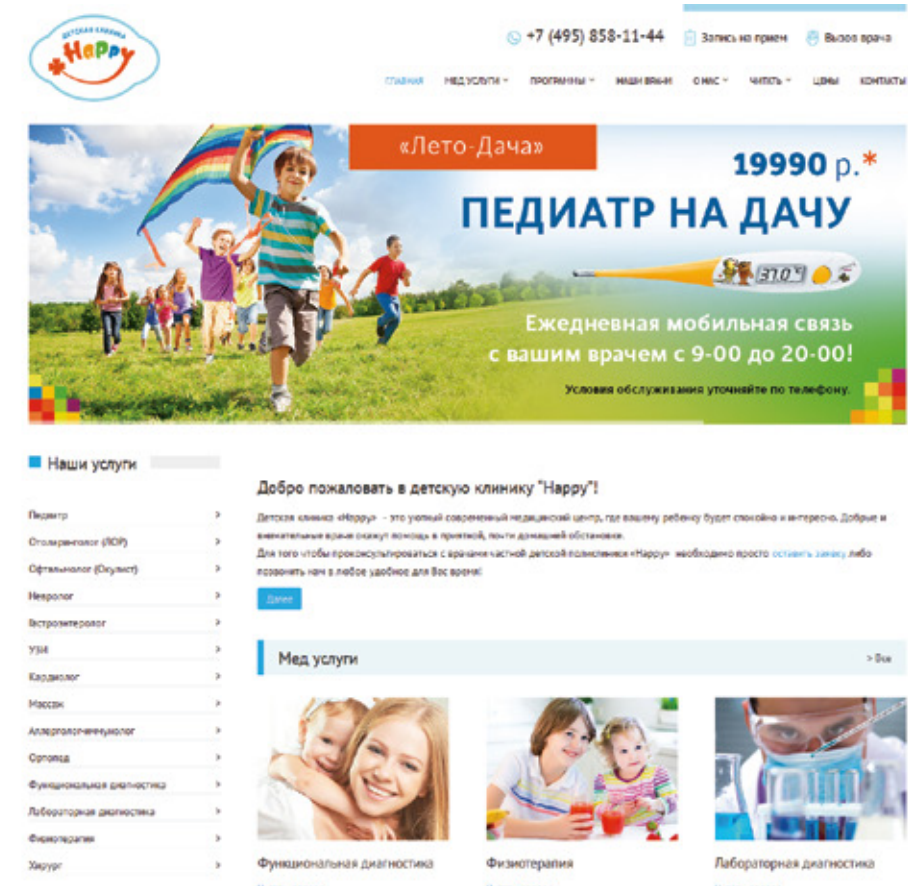 ДЕТСКАЯ КЛИНИКА
Happy
+7 (495) 858-11-44 Запись на прием Вызов врача
ГЛАВНАЯ МЕД УСЛУГИ ПРОГРАММЫ НАШИ ВРАЧИ О НАС ЧИТАТЬ ЦЕНЫ КОНТАКТЫ
«Лето-Дача»
19990 р.*
ПЕДИАТР НА ДАЧУ
37.0 °C
Ежедневная мобильная связь
с вашим врачем с 9-00 до 20-00!
Условия обслуживания уточняйте по телефону.
Наши услуги
Педиатр
Отоларинголог (ЛОР)
Офтальмолог (Окулист)
Невролог
Гастроэнтеролог
УЗИ
Кардиолог
Массаж
Аллерголог-иммунолог
Ортопед
Функциональная диагностика
Лабораторная диагностика
Физиотерапия
Хирург
Добро пожаловать в детскую клинику "Happy"!
Детская клиника «Happy» - это уютный современный медицинский центр, где вашему ребенку будет спокойно и интересно. Добрые и
внимательные врачи окажут помощь в приятной, почти домашней обстановке.
Для того чтобы проконсультироваться с врачами частной детской поликлиники «Happy» необходимо просто оставить заявку либо
позвонить нам в любое удобное для Вас время!
Далее
Мед услуги > Все
Функциональная диагностика Физиотерапия Лабораторная диагностика